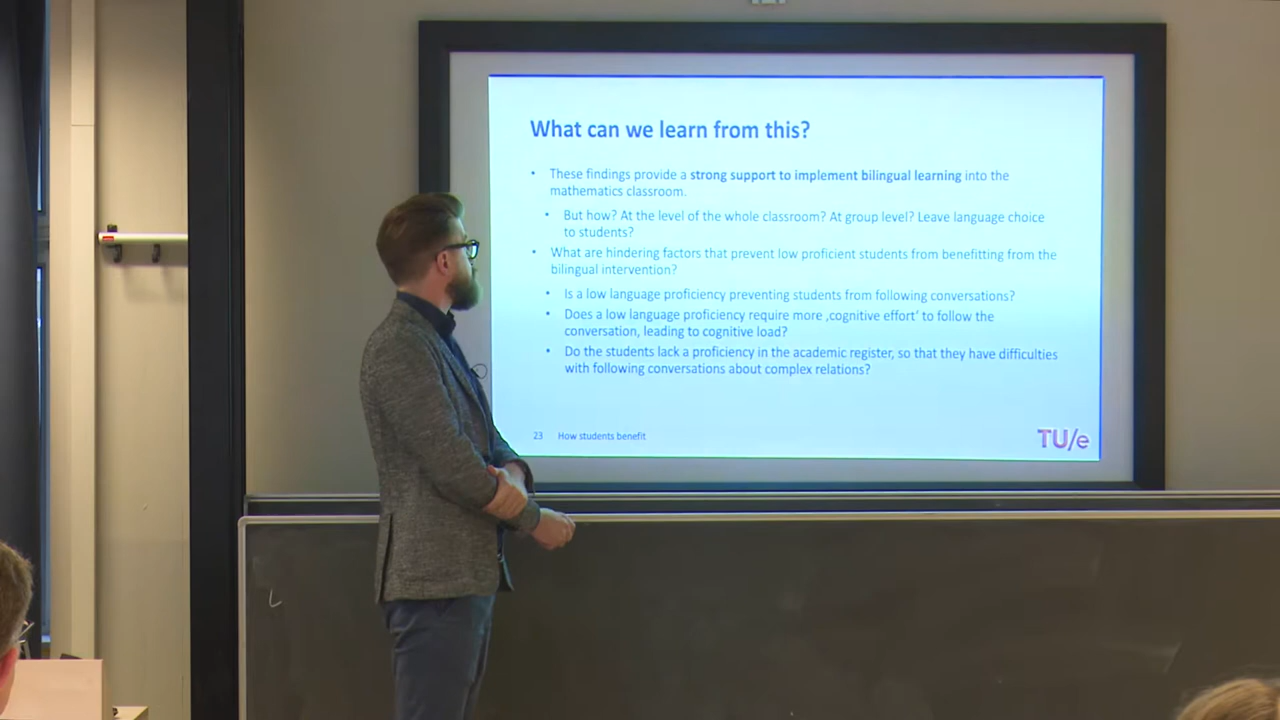 What can we learn from this?
• These findings provide a strong support to implement bilingual learning into the
mathematics classroom.
• But how? At the level of the whole classroom? At group level? Leave language choice
to students?
• What are hindering factors that prevent low proficient students from benefitting from the
bilingual intervention?
• Is a low language proficiency preventing students from following conversations?
• Does a low language proficiency require more ‚cognitive effort‘ to follow the
conversation, leading to cognitive load?
• Do the students lack a proficiency in the academic register, so that they have difficulties
with following conversations about complex relations?
23 How students benefit
TU/e